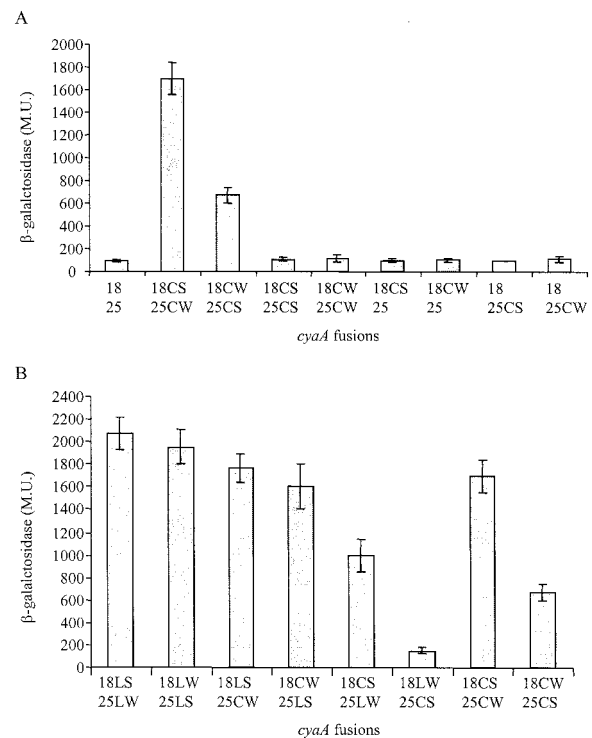 A
β-galalctosidase (M.U.)
2000
1800
1600
1400
1200
1000
800
600
400
200
0
18 18CS 18CW 18CS 18CW 18CS 18CW 18 18
25 25CW 25CS 25CS 25CW 25 25 25CS 25CW
cyaA fusions
B
β-galalctosidase (M.U.)
2400
2200
2000
1800
1600
1400
1200
1000
800
600
400
200
0
18LS 18LW 18LS 18CW 18CS 18LW 18CS 18CW
25LW 25LS 25CW 25LS 25LW 25CS 25CW 25CS
cyaA fusions